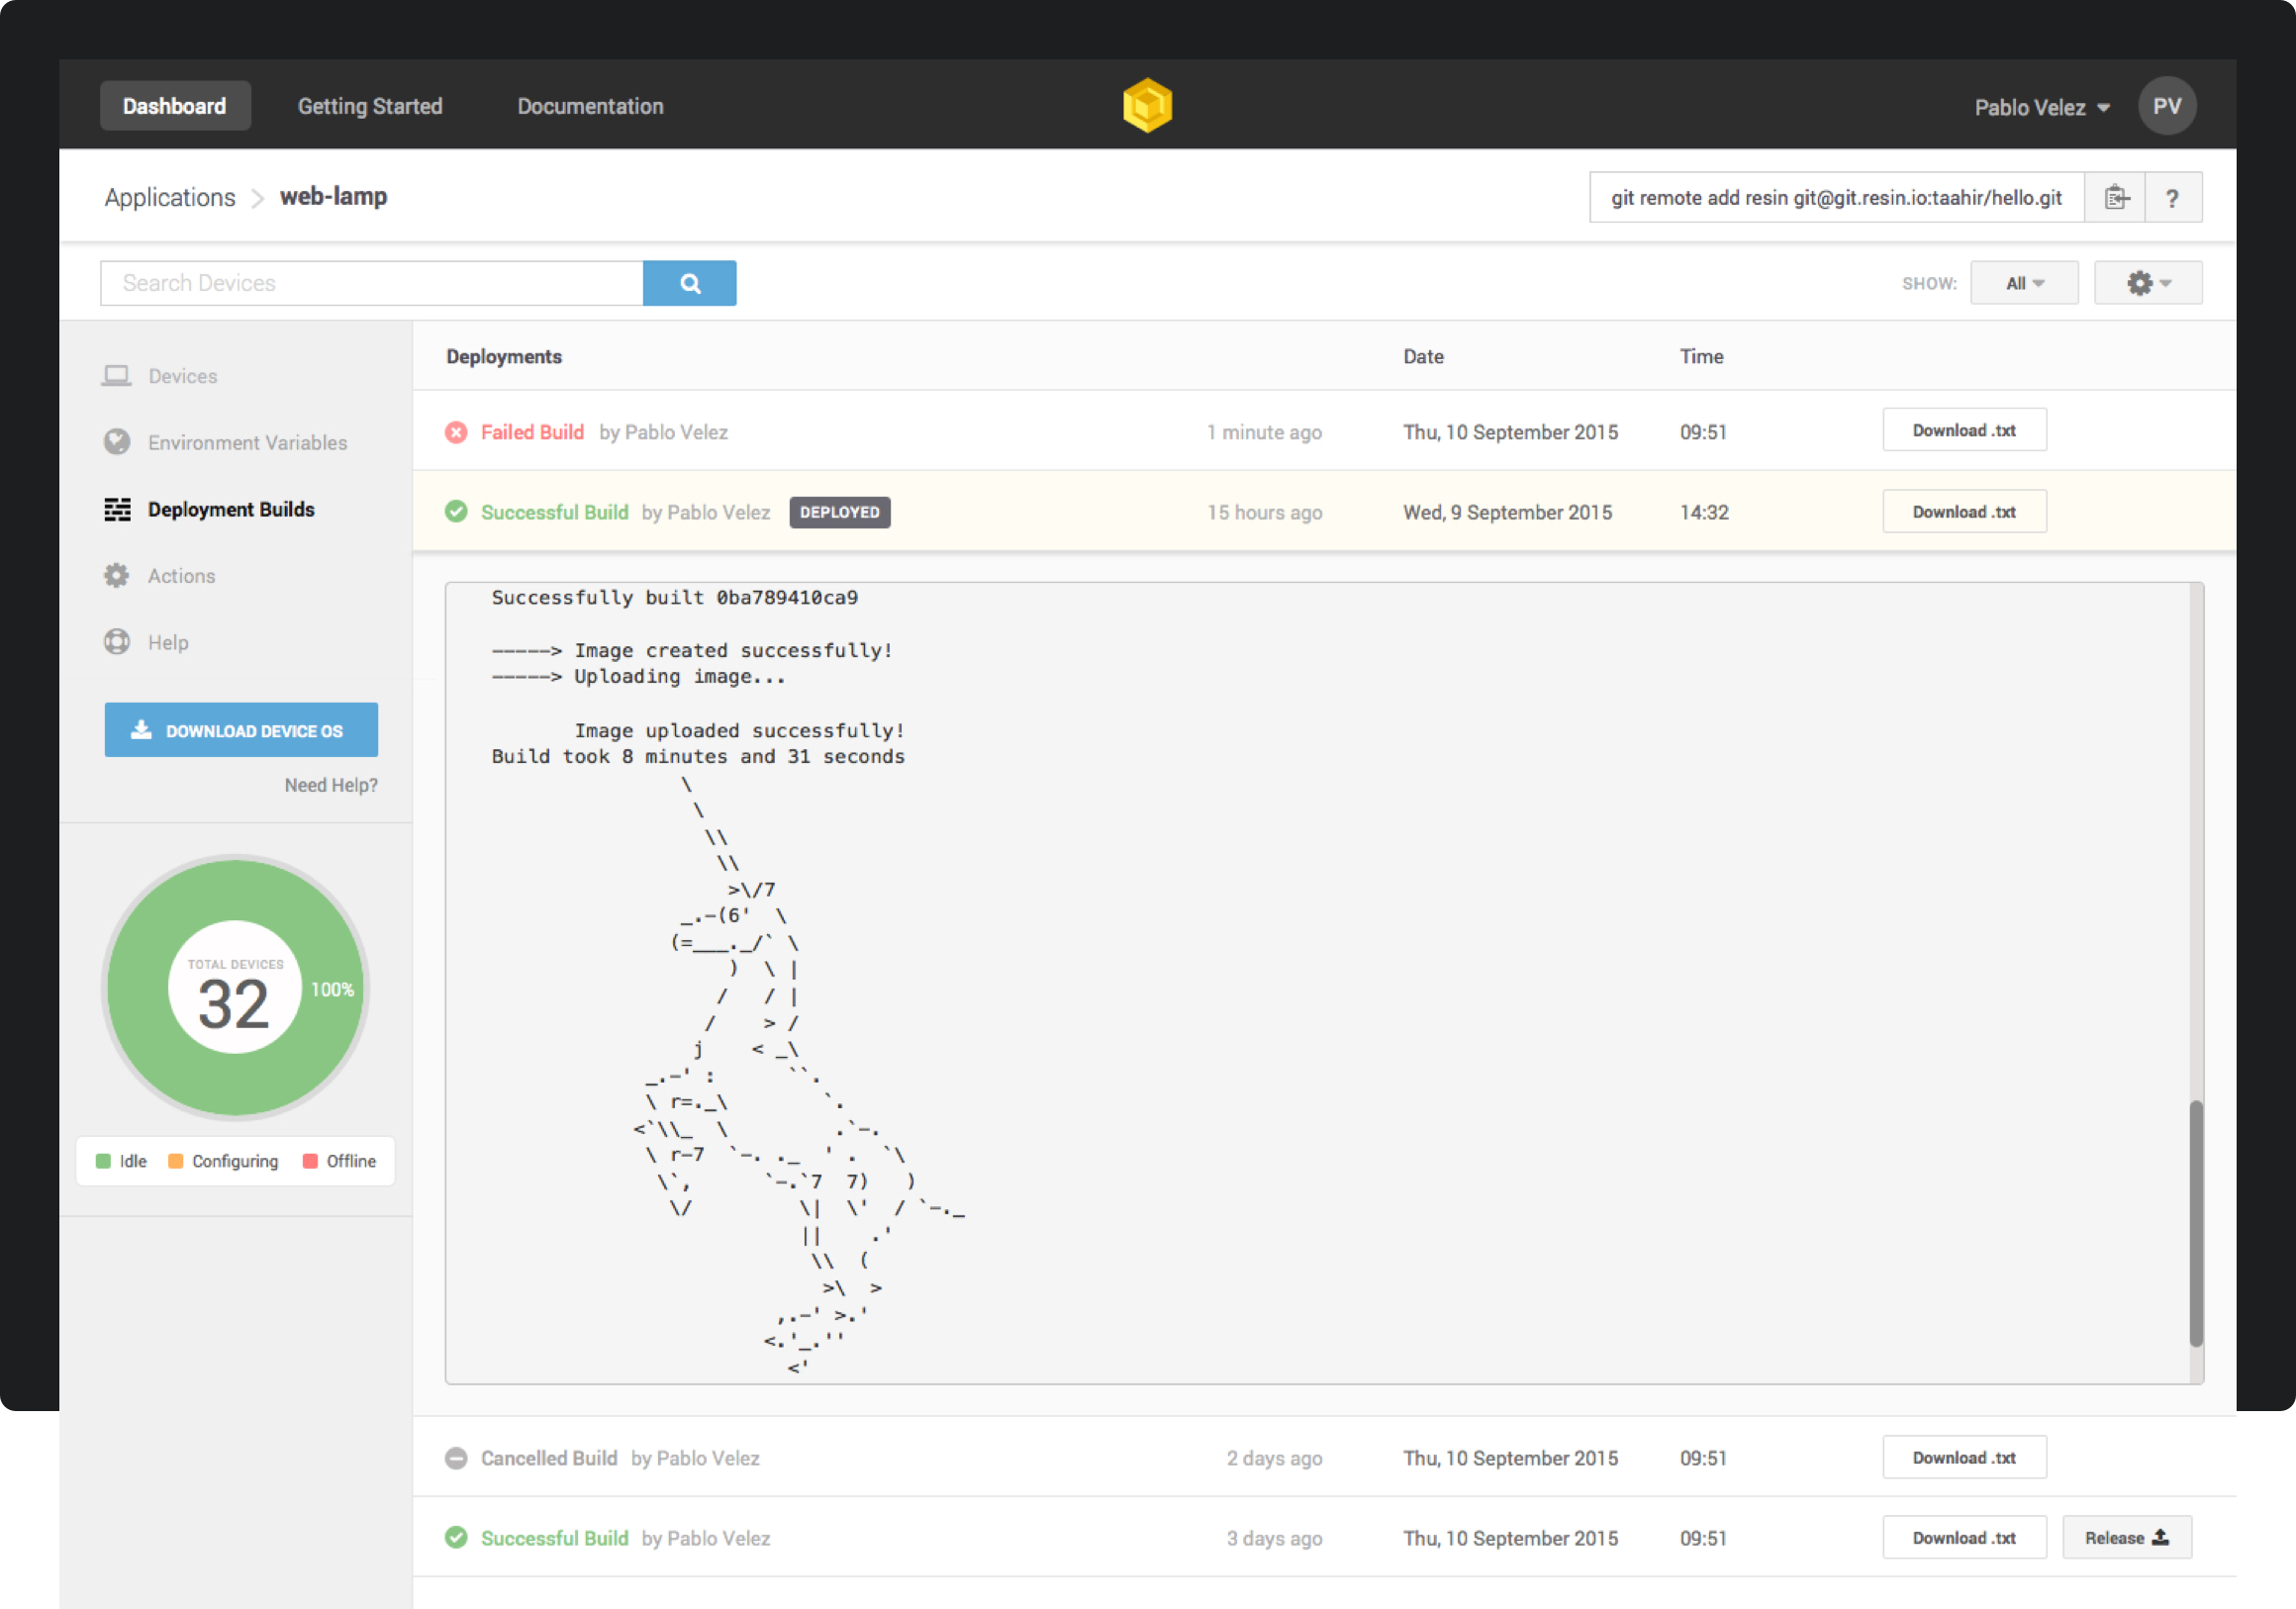 Dashboard Getting Started Documentation Pablo Velez PV
Applications web-lamp git remote add resin git@git.resin.io:taahir/hello.git ?
Search Devices SHOW: All
Devices
Environment Variables
Deployment Builds
Actions
Help
DOWNLOAD DEVICE OS
Need Help?
TOTAL DEVICES
32
100%
Idle Configuring Offline
Deployments Date Time
Failed Build by Pablo Velez 1 minute ago Thu, 10 September 2015 09:51 Download .txt
Successful Build by Pablo Velez DEPLOYED 15 hours ago Wed, 9 September 2015 14:32 Download .txt
Successfully built 0ba789410ca9
-----> Image created successfully!
-----> Uploading image...
Image uploaded successfully!
Build took 8 minutes and 31 seconds
\
\
\\
\\
>\/7
_.-(6' \
(=___._/` \
) \ |
/ / |
/ > /
j < _\
_.-' : ``.
\ r=._\ `.
<`\\_ \ .`-.
\ r-7 `-. ._ ' . `\
\`, `-.`7 7) )
\/ \| \' / `-._
|| .'
\\ (
>\ >
,.-' >.'
<.'_.''
<'
Cancelled Build by Pablo Velez 2 days ago Thu, 10 September 2015 09:51 Download .txt
Successful Build by Pablo Velez 3 days ago Thu, 10 September 2015 09:51 Download .txt Release